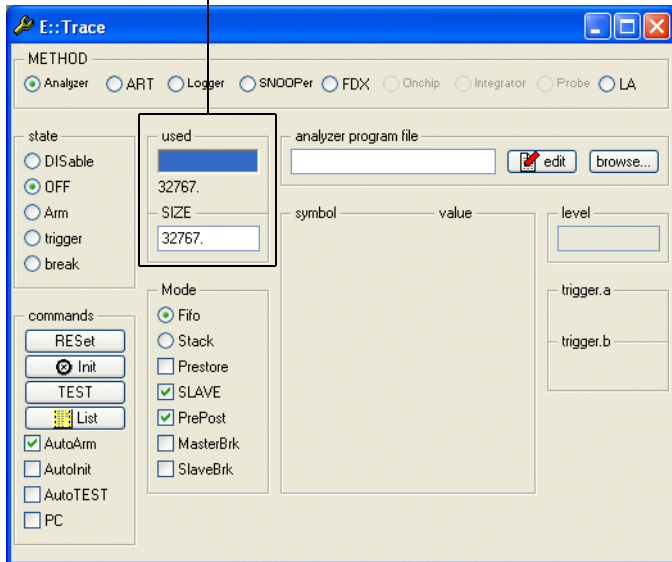 E::Trace
METHOD
Analyzer ART Logger SNOOPer FDX Onchip Integrator Probe LA
state
DISable
OFF
Arm
trigger
break
used
32767.
SIZE
32767.
analyzer program file
edit browse...
symbol value
level
trigger.a
trigger.b
commands
RESet
Init
TEST
List
AutoArm
AutoInit
AutoTEST
PC
Mode
Fifo
Stack
Prestore
SLAVE
PrePost
MasterBrk
SlaveBrk